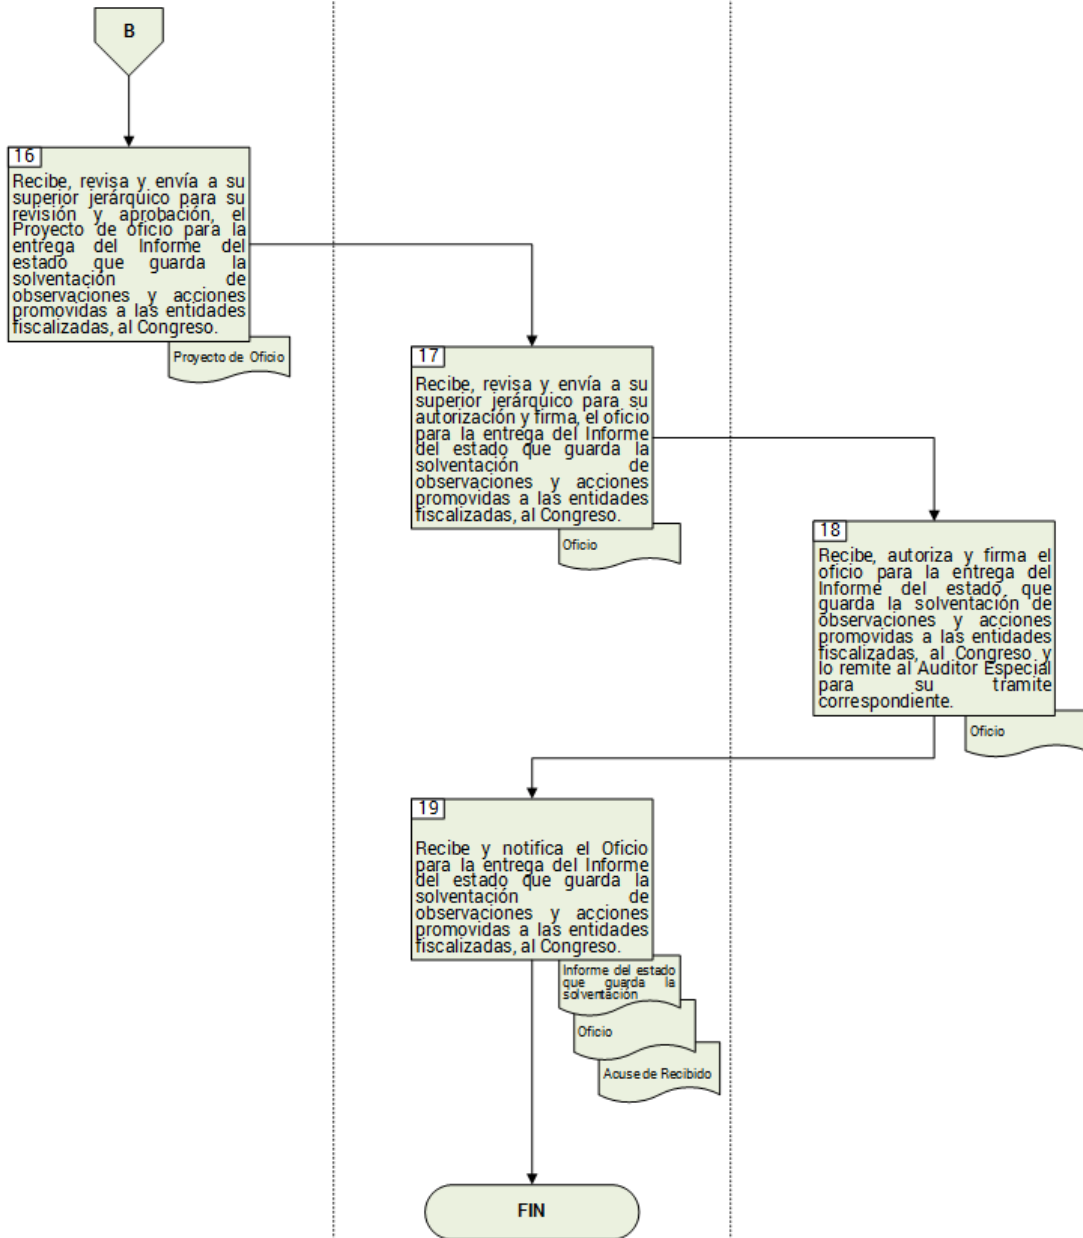 B
16
Recibe, revisa y envía a su
superior jerárquico para su
revisión y aprobación, el
Proyecto de oficio para la
entrega del Informe del
estado que guarda la
solventación de
observaciones y acciones
promovidas a las entidades
fiscalizadas, al Congreso.
Proyecto de Oficio
17
Recibe, revisa y envía a su
superior jerárquico para su
autorización y firma, el oficio
para la entrega del Informe
del estado que guarda la
solventación de
observaciones y acciones
promovidas a las entidades
fiscalizadas, al Congreso.
Oficio
18
Recibe, autoriza y firma el
oficio para la entrega del
Informe del estado que
guarda la solventación de
observaciones y acciones
promovidas a las entidades
fiscalizadas, al Congreso y
lo remite al Auditor Especial
para su tramite
correspondiente.
Oficio
19
Recibe y notifica el Oficio
para la entrega del Informe
del estado que guarda la
solventación de
observaciones y acciones
promovidas a las entidades
fiscalizadas, al Congreso.
Informe del estado
que guarda la
solventación
Oficio
Acuse de Recibido
FIN